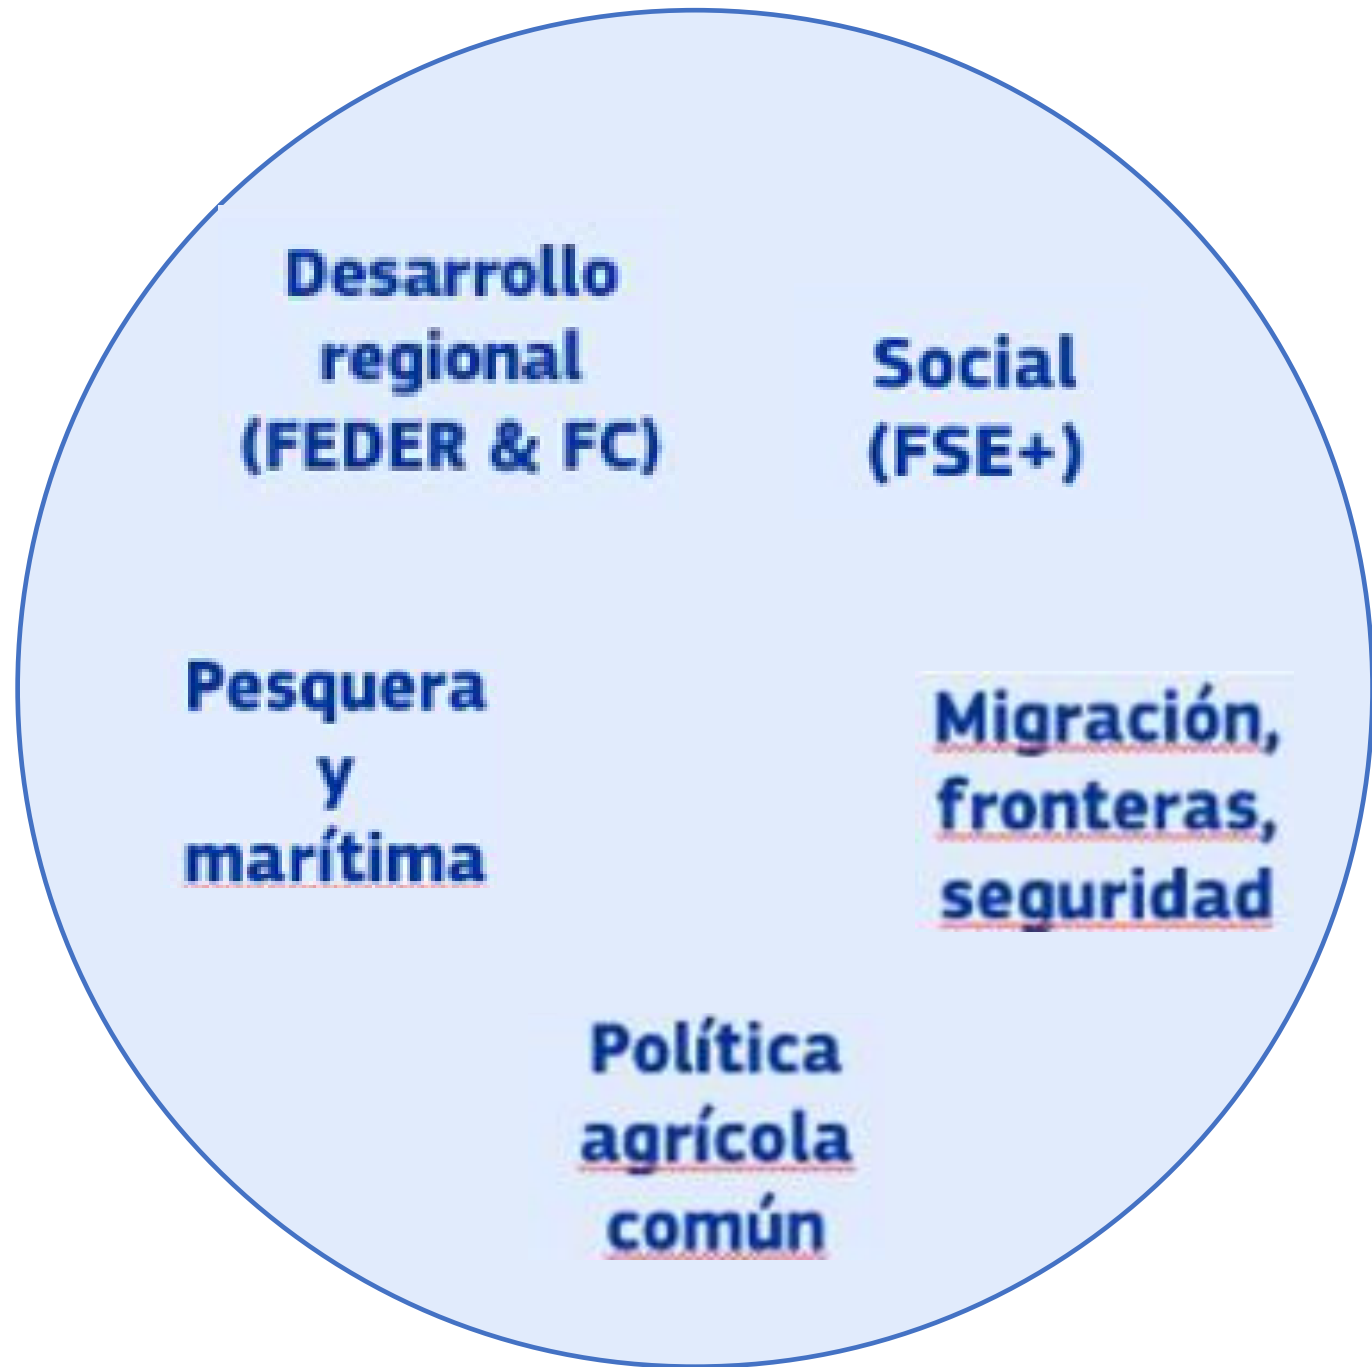 Desarrollo
regional
(FEDER & FC)
Social
(FSE+)
Pesquera
y
marítima
Migración,
fronteras,
seguridad
Política
agrícola
común